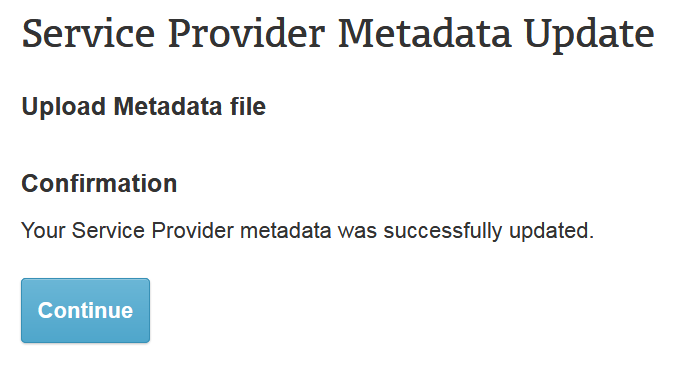 Service Provider Metadata Update
Upload Metadata file
Confirmation
Your Service Provider metadata was successfully updated.
Continue